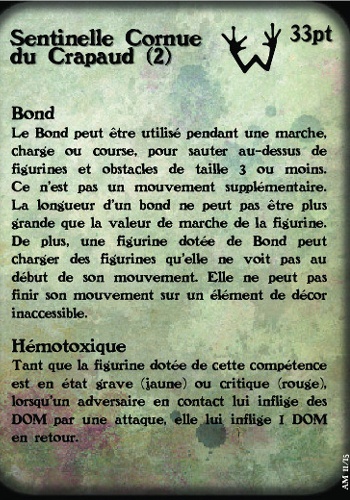 Sentinelle Cornue
du Crapaud (2)
33pt
Bond
Le Bond peut être utilisé pendant une marche,
charge ou course, pour sauter au-dessus de
figurines et obstacles de taille 3 ou moins.
Ce n'est pas un mouvement supplémentaire.
La longueur d'un bond ne peut pas être plus
grande que la valeur de marche de la figurine.
De plus, une figurine dotée de Bond peut
charger des figurines qu'elle ne voit pas au
début de son mouvement. Elle ne peut pas
finir son mouvement sur un élément de décor
inaccessible.
Hémotoxique
Tant que la figurine dotée de cette compétence
est en état grave (jaune) ou critique (rouge),
lorsqu'un adversaire en contact lui inflige des
DOM par une attaque, elle lui inflige 1 DOM
en retour.
AM 11/15